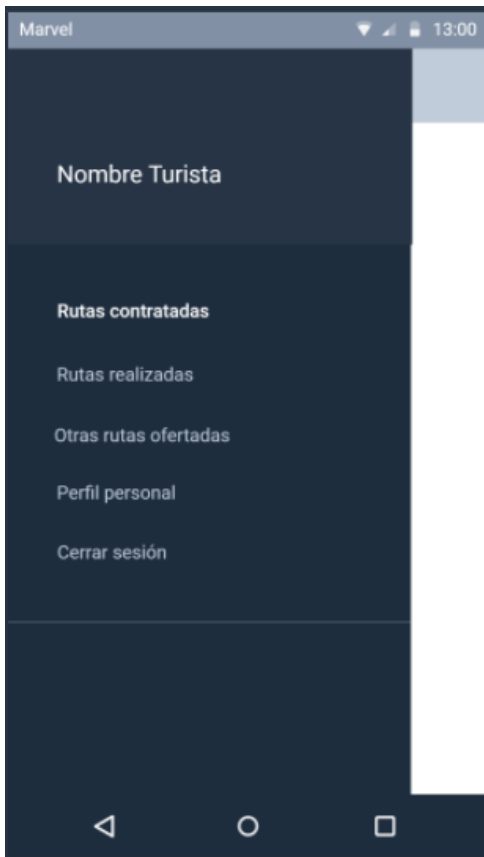 Marvel 13:00
Nombre Turista
Rutas contratadas
Rutas realizadas
Otras rutas ofertadas
Perfil personal
Cerrar sesión